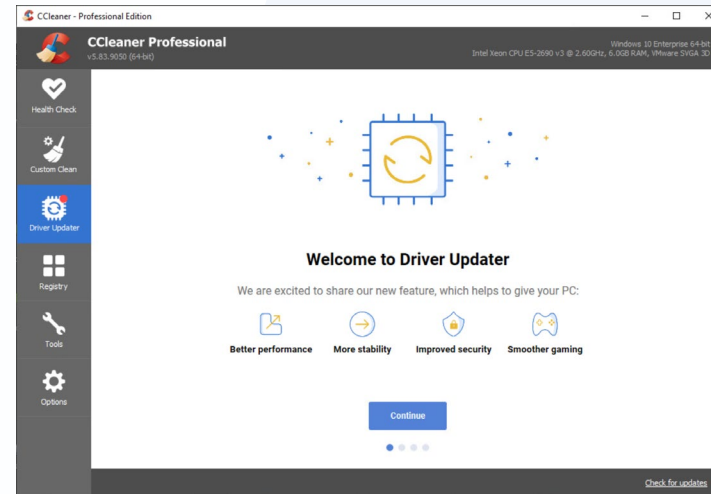 CCleaner - Professional Edition
CCleaner Professional
v5.83.9050 (64-bit)
Windows 10 Enterprise 64-bit
Intel Xeon CPU E5-2690 v3 @ 2.60GHz, 6.0GB RAM, VMware SVGA 3D
Health Check
Custom Clean
Driver Updater
Registry
Tools
Options
Welcome to Driver Updater
We are excited to share our new feature, which helps to give your PC:
Better performance More stability Improved security Smoother gaming
Continue
Check for updates